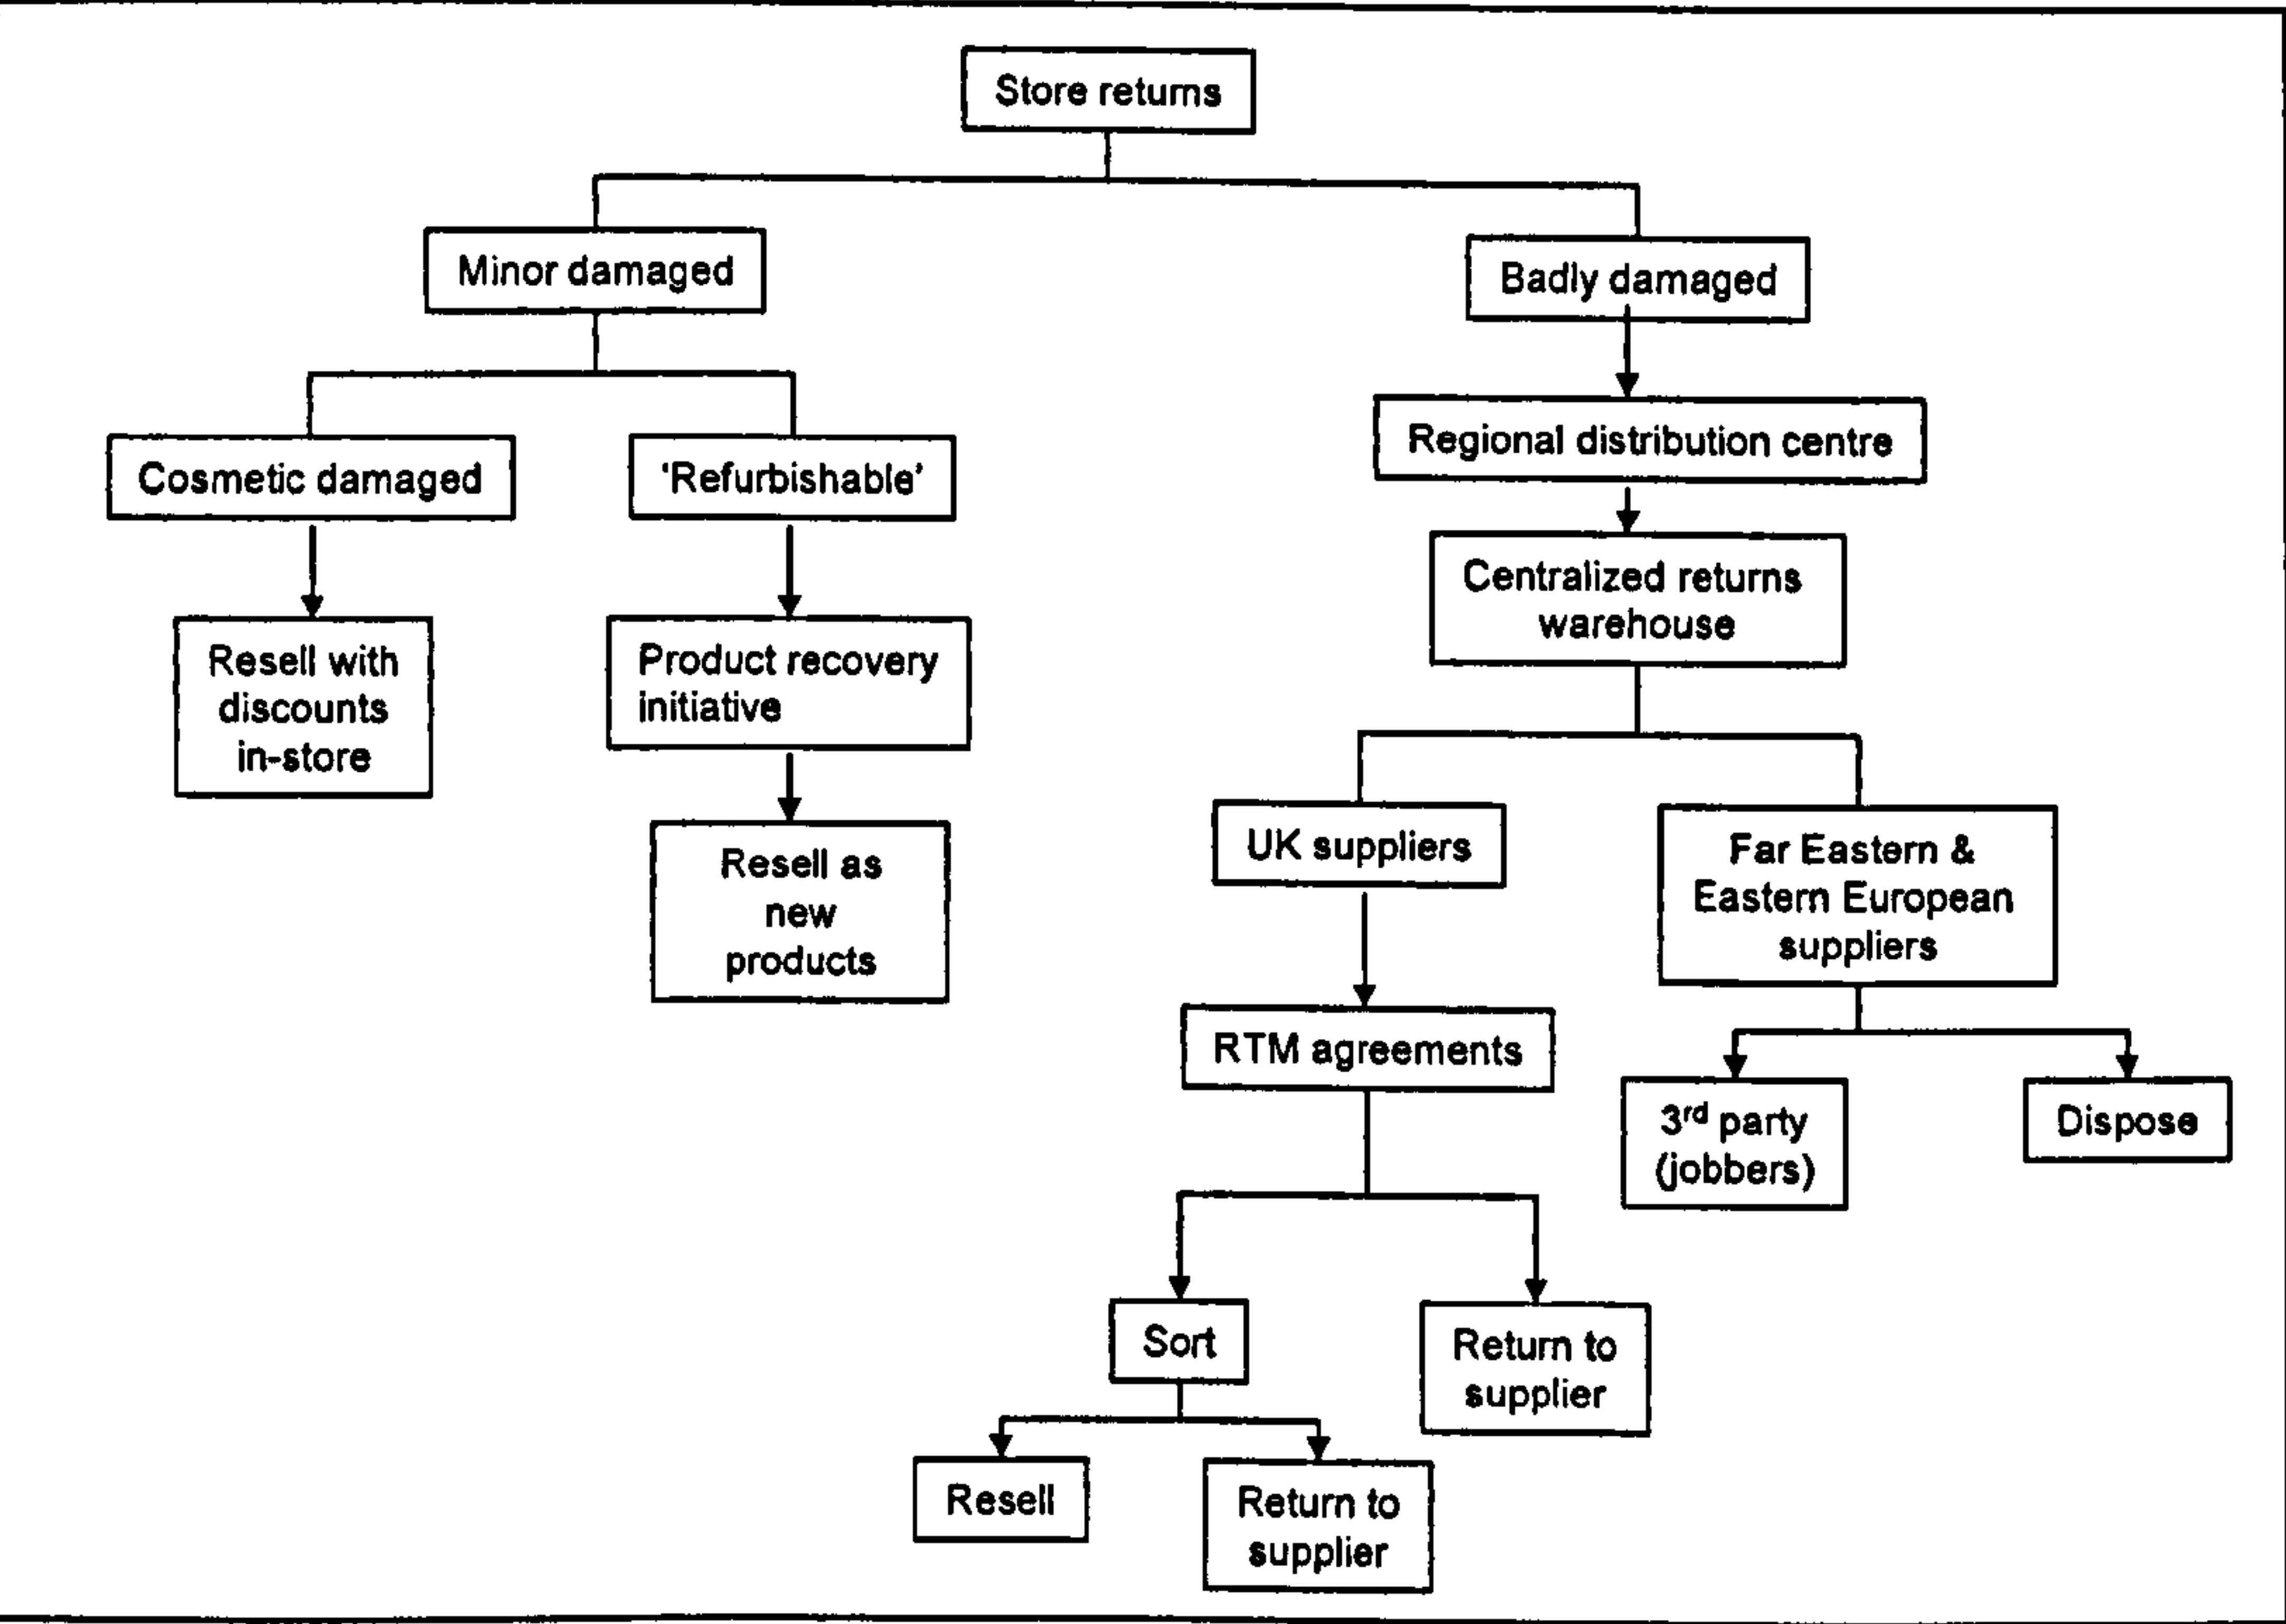 Store returns
Minor damaged
Badly damaged
Cosmetic damaged
‘Refurbishable’
Regional distribution centre
Centralized returns
warehouse
Resell with
discounts
in-store
Product recovery
initiative
Resell as
new
products
UK suppliers
Far Eastern &
Eastern European
suppliers
RTM agreements
3rd party
(jobbers)
Dispose
Sort
Return to
supplier
Resell
Return to
supplier